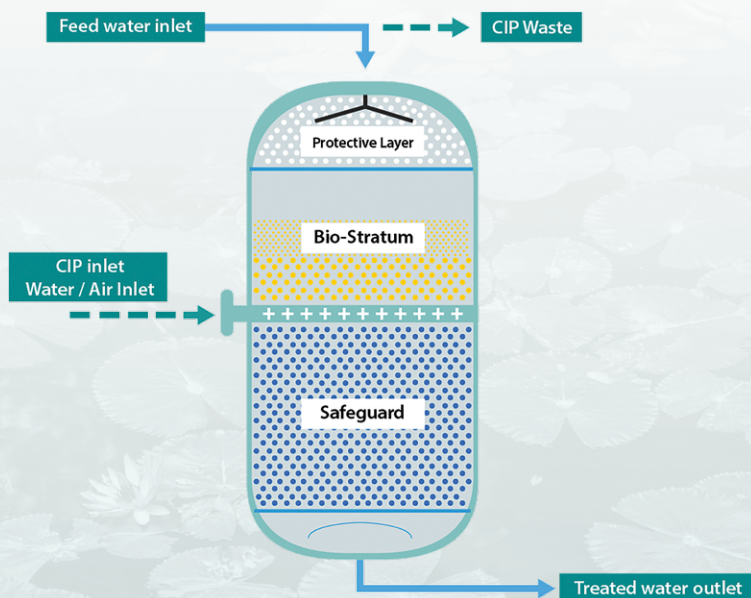 Feed water inlet
CIP Waste
Protective Layer
Bio-Stratum
CIP inlet
Water / Air Inlet
Safeguard
Treated water outlet